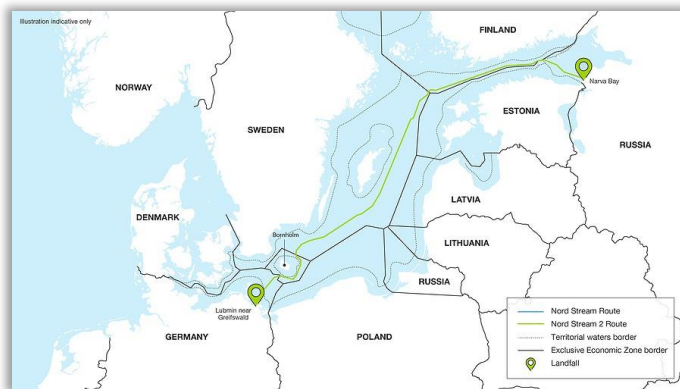 Illustration indicative only
FINLAND
NORWAY
Narva Bay
ESTONIA
SWEDEN
RUSSIA
LATVIA
DENMARK
Bornholm
LITHUANIA
RUSSIA
Lubmin near
Greifswald
GERMANY
POLAND
Nord Stream Route
Nord Stream 2 Route
Territorial waters border
Exclusive Economic Zone border
Landfall